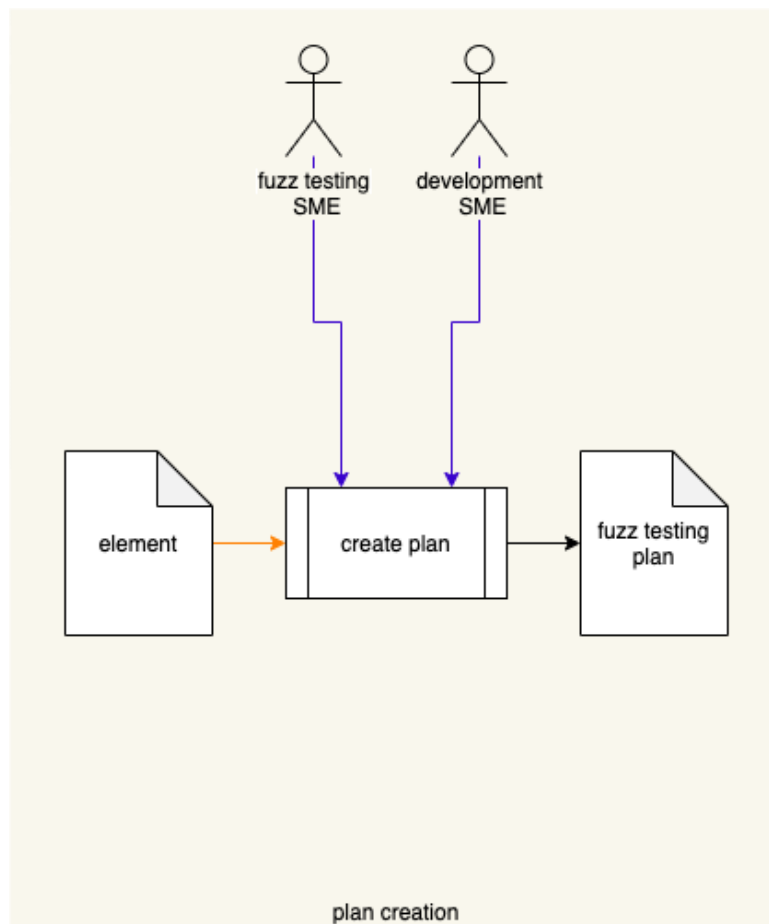 fuzz testing
SME
development
SME
element
create plan
fuzz testing
plan
plan creation